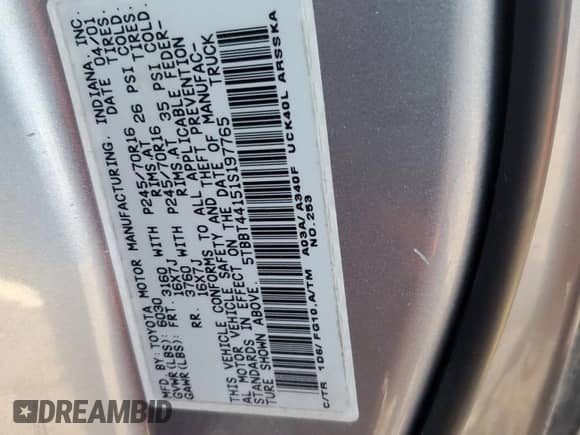 MFD.BY:TOYOTA MOTOR MANUFACTURING, INDIANA, INC.
GVWR(LBS): 6030 DATE 04/01
GAWR(LBS): FRT. 3160 WITH P245/70R16 TIRES,
16X7J RIMS,AT 26 PSI COLD.
RR. 3760 WITH P245/70R16 TIRES,
16X7J RIMS,AT 35 PSI COLD.
THIS VEHICLE CONFORMS TO ALL APPLICABLE FEDER-
AL MOTOR VEHICLE SAFETY AND THEFT PREVENTION
STANDARDS IN EFFECT ON THE DATE OF MANUFAC-
TURE SHOWN ABOVE.
5TBBT44151S197765 TRUCK
C/TR 1D6/ FG10,A/TM A03A/ A340F UCK40L ARSSKA
NO.253
DREAMBID